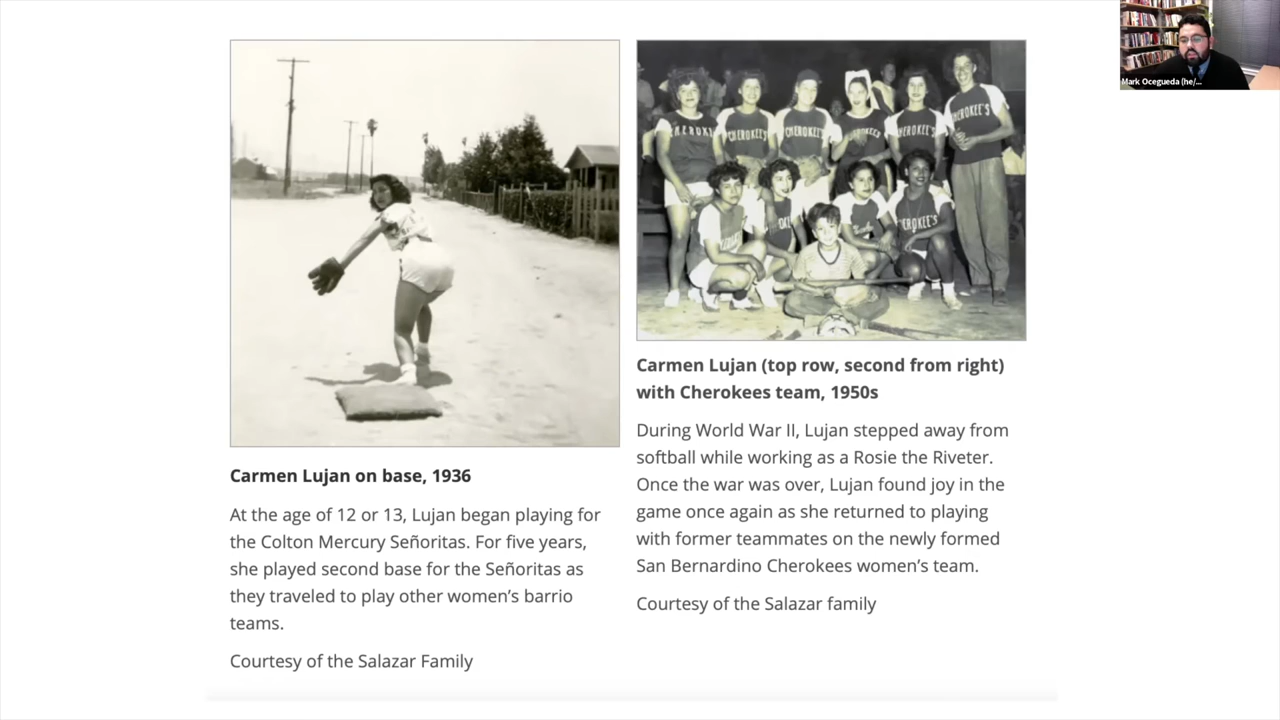 Mark Ocegueda (he/...
CHEROKEE'S
CHEROKEE'S
CHEROKEE'S
CHEROKEE'S
Carmen Lujan on base, 1936
At the age of 12 or 13, Lujan began playing for
the Colton Mercury Señoritas. For five years,
she played second base for the Señoritas as
they traveled to play other women’s barrio
teams.
Courtesy of the Salazar Family
Carmen Lujan (top row, second from right)
with Cherokees team, 1950s
During World War II, Lujan stepped away from
softball while working as a Rosie the Riveter.
Once the war was over, Lujan found joy in the
game once again as she returned to playing
with former teammates on the newly formed
San Bernardino Cherokees women’s team.
Courtesy of the Salazar family